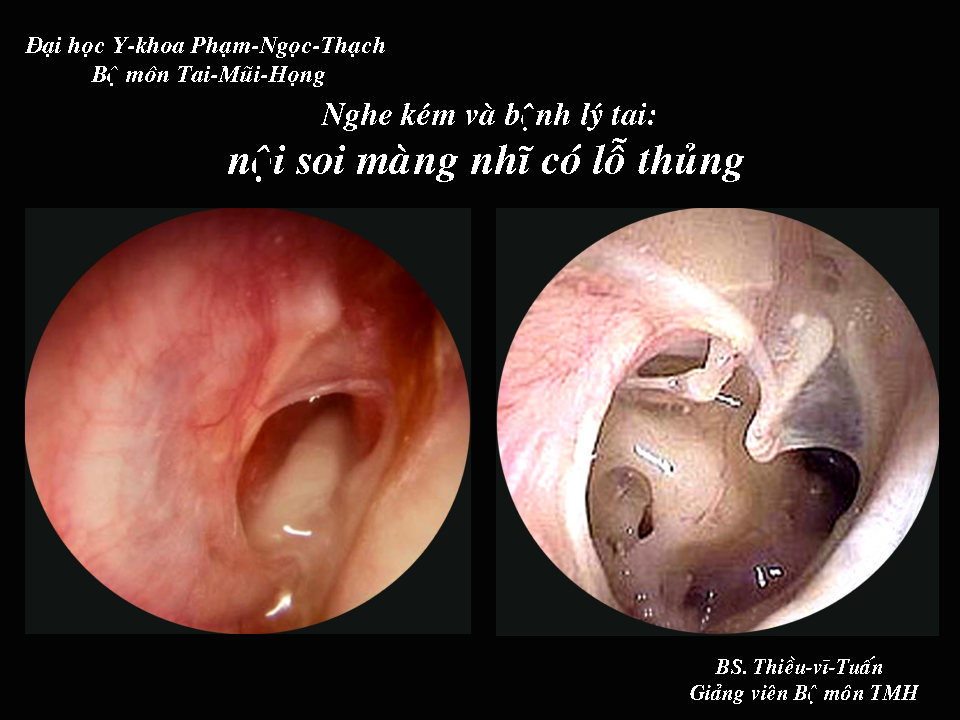 Đại học Y-khoa Phạm-Ngọc-Thạch
Bộ môn Tai-Mũi-Họng
Nghe kém và bệnh lý tai:
nội soi màng nhĩ có lỗ thủng
BS. Thiều-vĩ-Tuấn
Giảng viên Bộ môn TMH